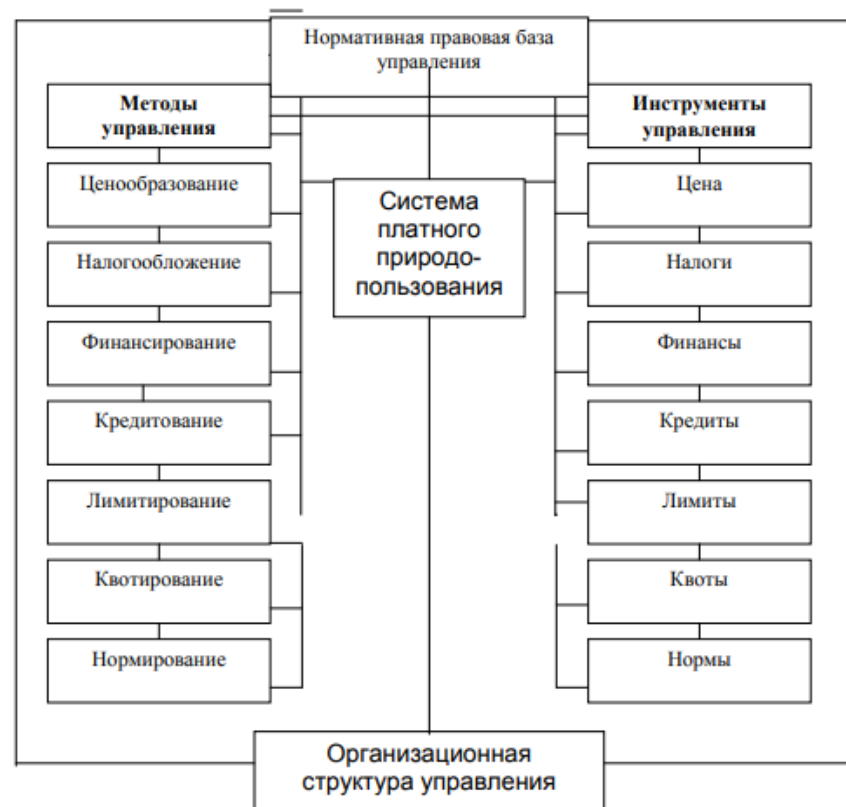 Нормативная правовая база
управления
Методы
управления
Инструменты
управления
Ценообразование
Система
платного
природо-
пользования
Цена
Налогообложение
Налоги
Финансирование
Финансы
Кредитование
Кредиты
Лимитирование
Лимиты
Квотирование
Квоты
Нормирование
Нормы
Организационная
структура управления